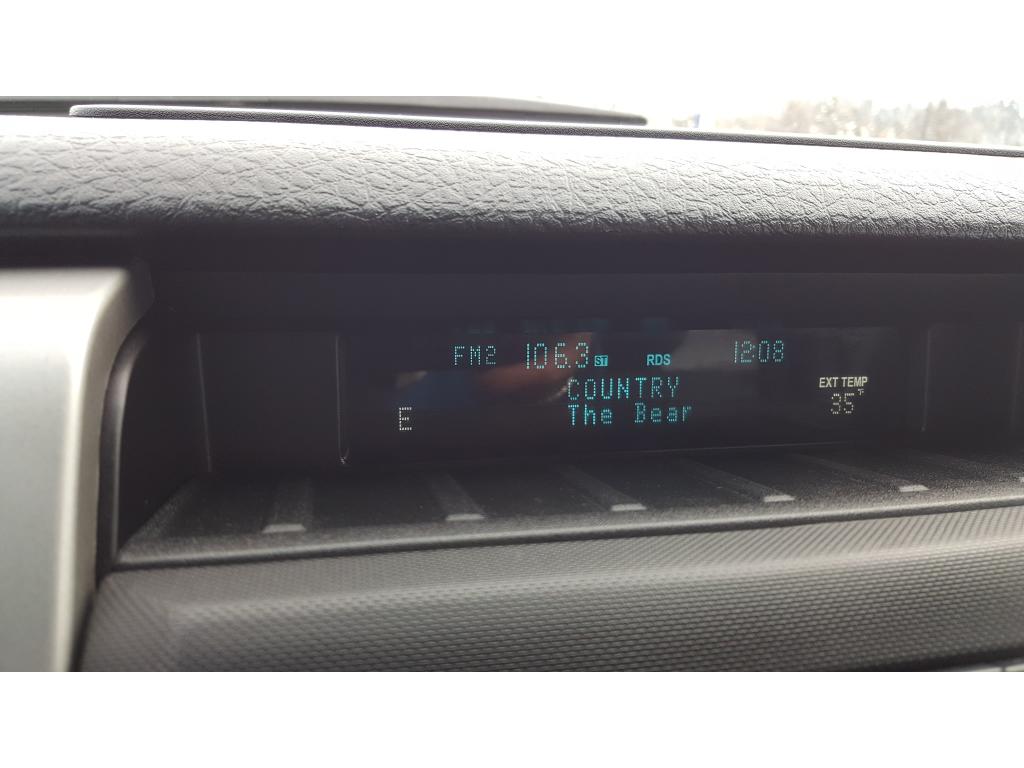 FM2 106.3 ST RDS 12:08
COUNTRY EXT TEMP
E The Bear 35 °F